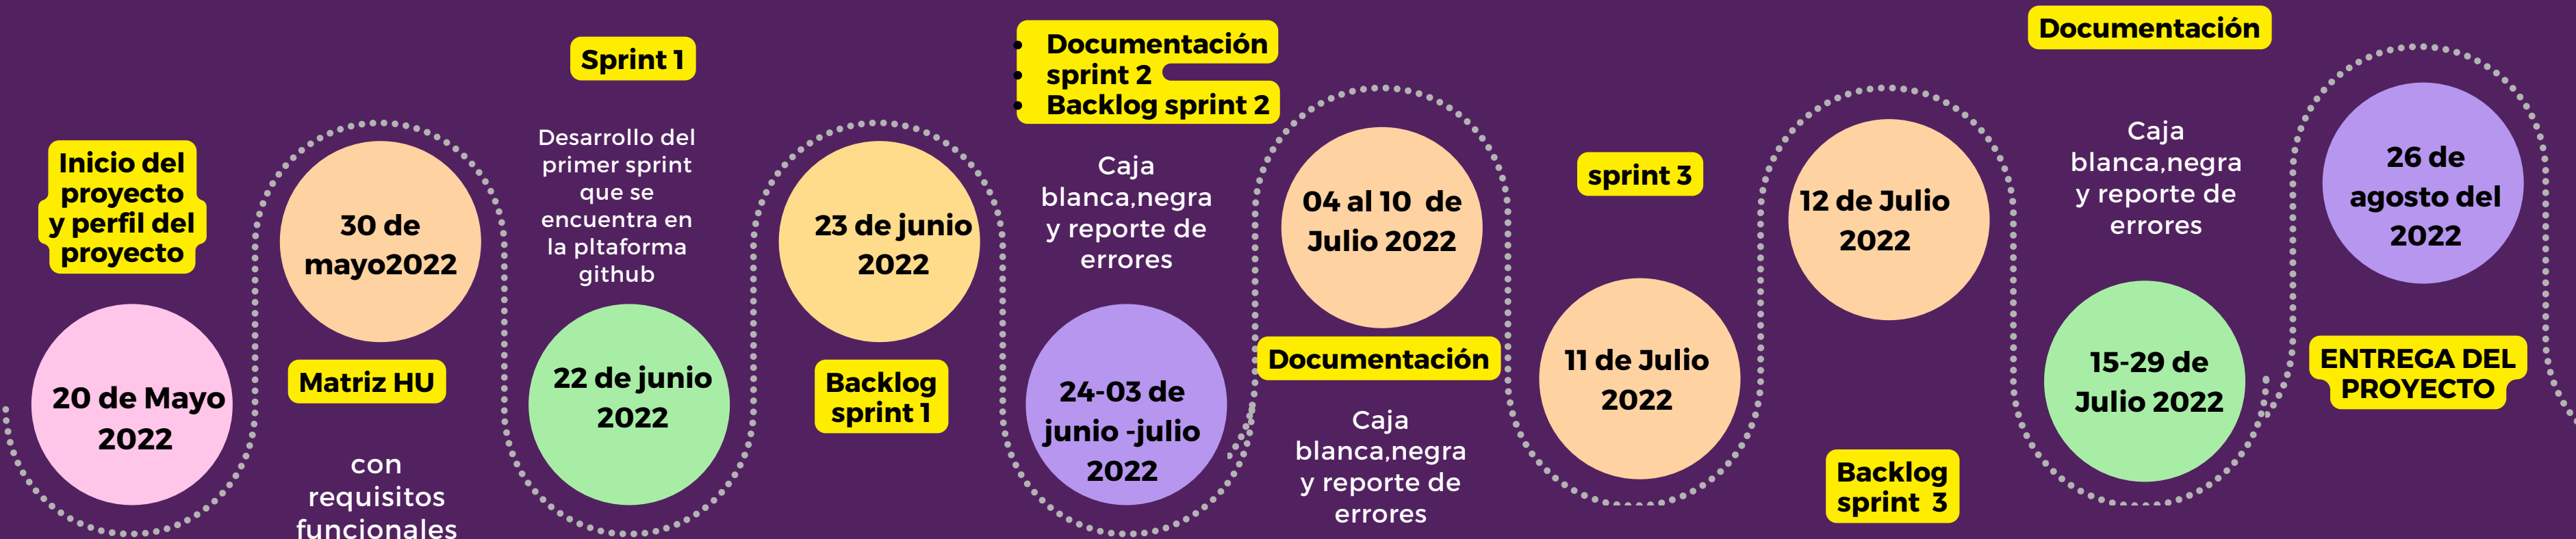 Inicio del
proyecto
y perfil del
proyecto
20 de Mayo
2022
30 de
mayo2022
Matriz HU
con
requisitos
funcionales
Sprint 1
Desarrollo del
primer sprint
que se
encuentra en
la pltaforma
github
22 de junio
2022
23 de junio
2022
Backlog
sprint 1
Documentación
sprint 2
Backlog sprint 2
Caja
blanca,negra
y reporte de
errores
24-03 de
junio -julio
2022
04 al 10 de
Julio 2022
Documentación
Caja
blanca,negra
y reporte de
errores
sprint 3
11 de Julio
2022
12 de Julio
2022
Backlog
sprint 3
Documentación
Caja
blanca,negra
y reporte de
errores
15-29 de
Julio 2022
26 de
agosto del
2022
ENTREGA DEL
PROYECTO